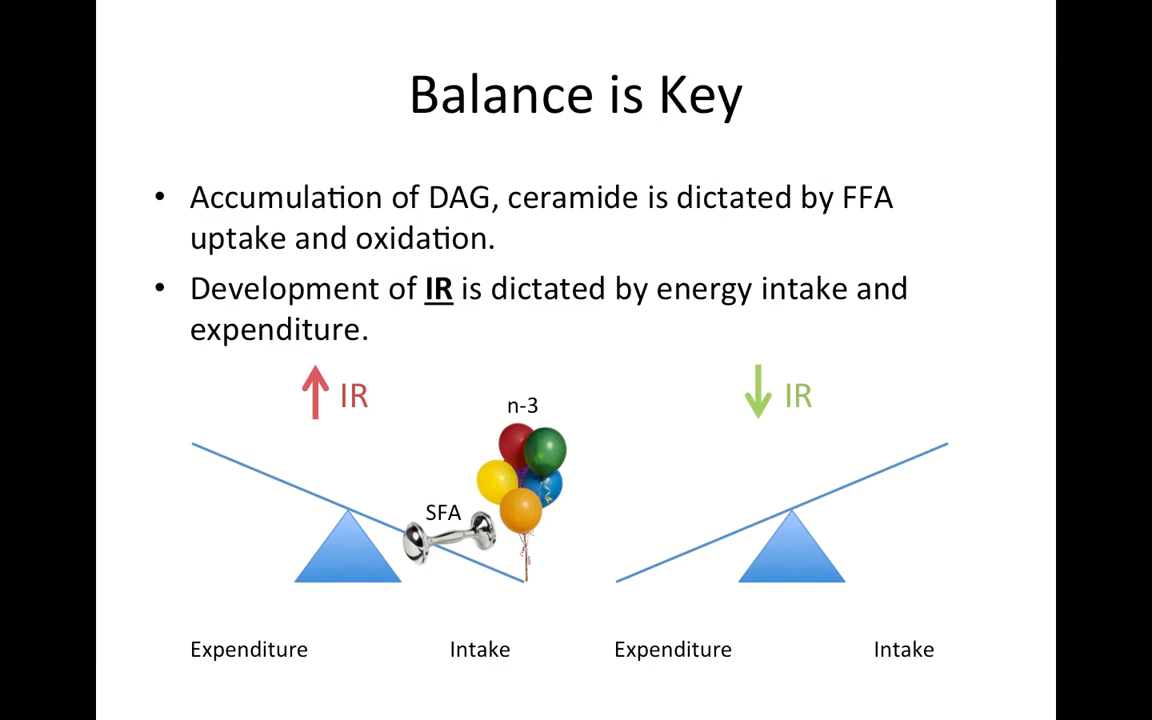 Balance is Key
• Accumulation of DAG, ceramide is dictated by FFA
uptake and oxidation.
• Development of IR is dictated by energy intake and
expenditure.
IR
IR
n-3
SFA
Expenditure
Intake
Expenditure
Intake